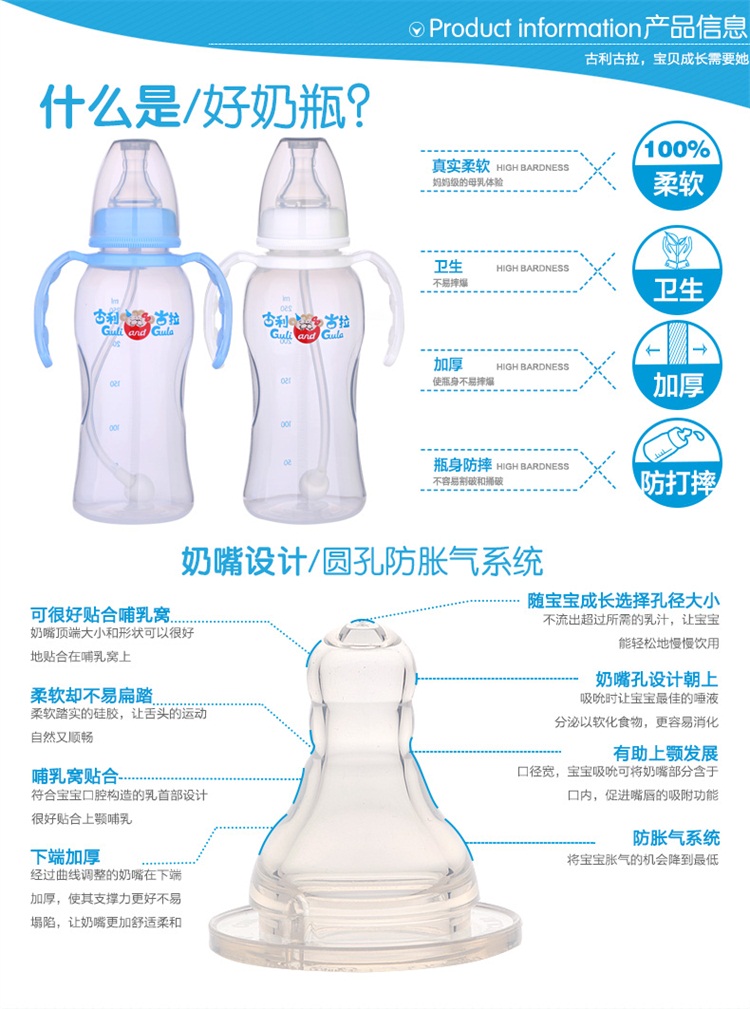 Product information产品信息
古利古拉，宝贝成长需要她
什么是/好奶瓶?
古利 古拉
Guli and Gula
150
100
50
古利 古拉
Guli and Gula
150
100
50
真实柔软 HIGH BARDNESS
妈妈级的母乳体验
100%
柔软
卫生 HIGH BARDNESS
不易摔爆
卫生
加厚 HIGH BARDNESS
使瓶身不易摔爆
加厚
瓶身防摔 HIGH BARDNESS
不容易割破和捅破
防打摔
奶嘴设计/圆孔防胀气系统
可很好贴合哺乳窝
奶嘴顶端大小和形状可以很好
地贴合在哺乳窝上
柔软却不易扁踏
柔软踏实的硅胶，让舌头的运动
自然又顺畅
哺乳窝贴合
符合宝宝口腔构造的乳首部设计
很好贴合上颚哺乳
下端加厚
经过曲线调整的奶嘴在下端
加厚，使其支撑力更好不易
塌陷，让奶嘴更加舒适柔和
随宝宝成长选择孔径大小
不流出超过所需的乳汁，让宝宝
能轻松地慢慢饮用
奶嘴孔设计朝上
吸吮时让宝宝最佳的唾液
分泌以软化食物，更容易消化
有助上颚发展
口径宽，宝宝吸吮可将奶嘴部分含于
口内，促进嘴唇的吸附功能
防胀气系统
将宝宝胀气的机会降到最低